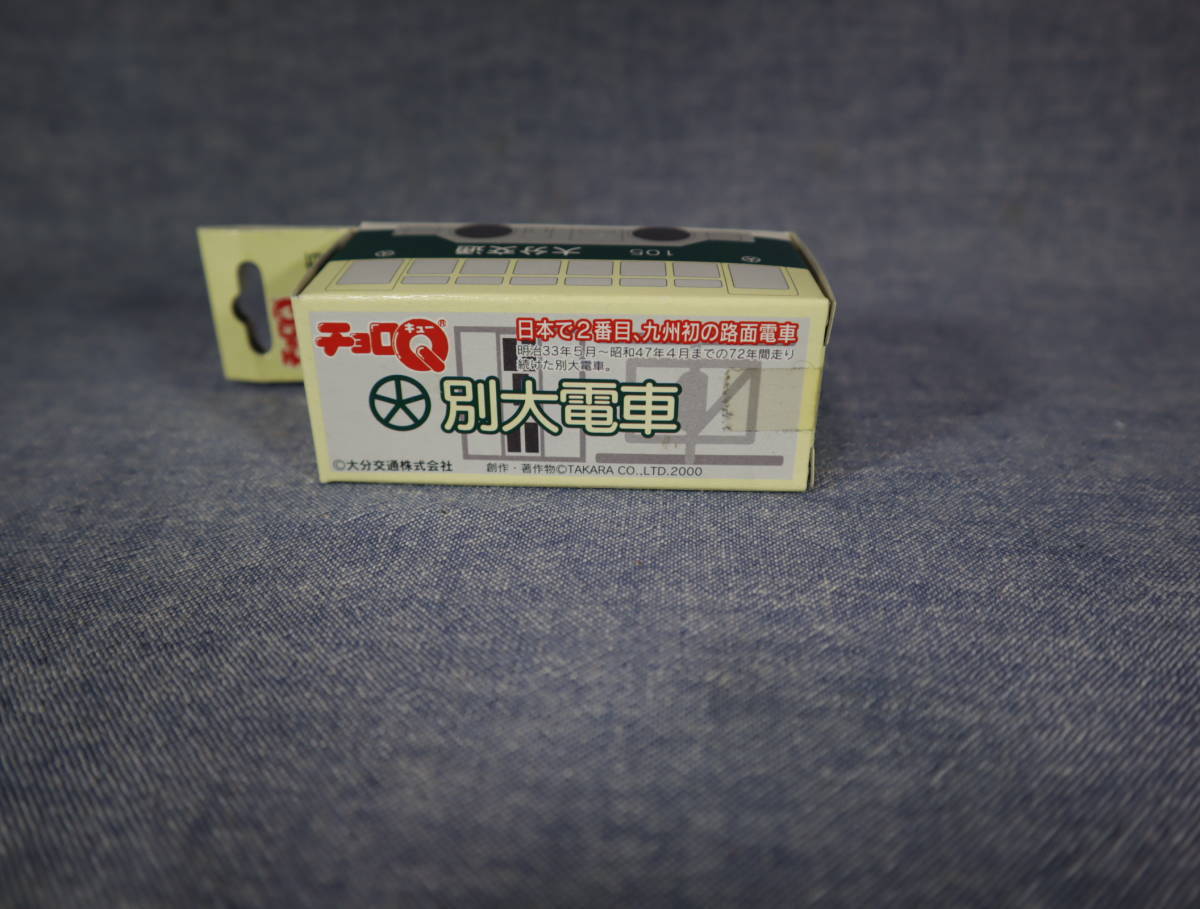 大分交通
105
チョロQ
キュー
®
日本で2番目、九州初の路面電車
明治33年5月~昭和47年4月までの72年間走り
続けた別大電車。
別大電車
©大分交通株式会社
創作・著作物©TAKARA CO.,LTD.2000